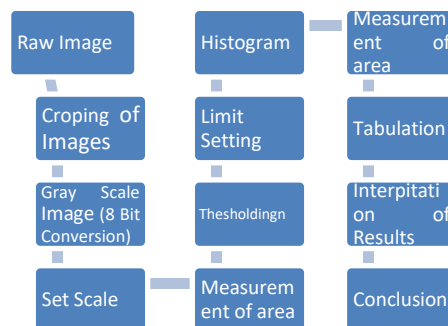 Raw Image
Croping of
Images
Gray Scale
Image (8 Bit
Conversion)
Set Scale
Measurem
ent of area
Thesholdingn
Limit
Setting
Histogram
Measurem
ent of
area
Tabulation
Interpitati
on of
Results
Conclusion